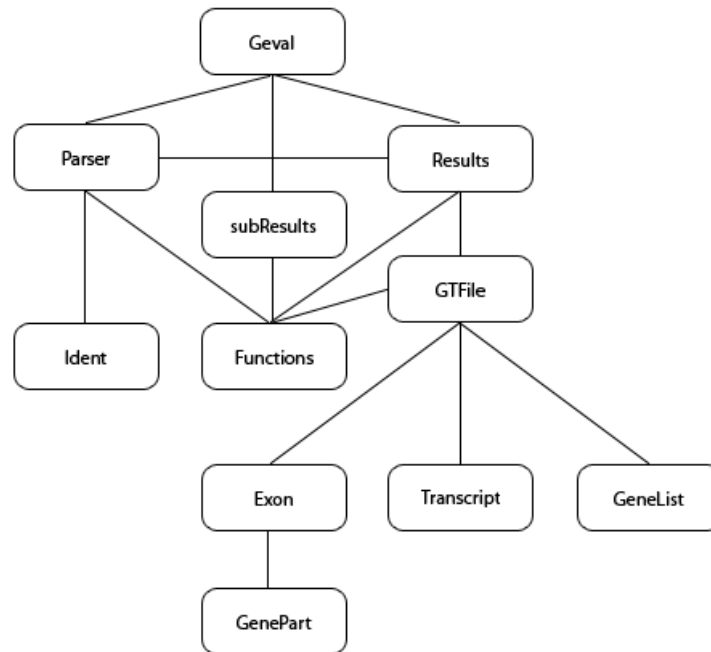 Geval
Parser
Results
subResults
GTFile
Ident
Functions
Exon
Transcript
GeneList
GenePart